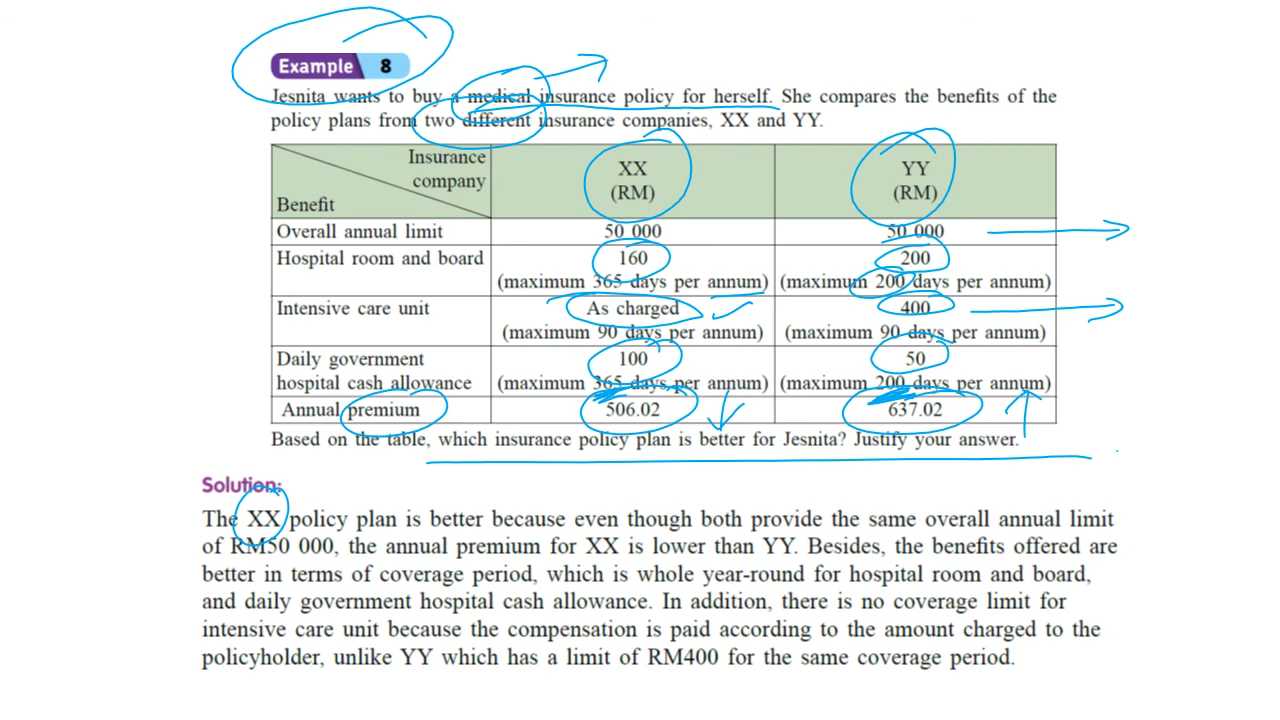 Example 8
Jesnita wants to buy a medical insurance policy for herself. She compares the benefits of the
policy plans from two different insurance companies, XX and YY.
Insurance company
Benefit
XX (RM)
YY (RM)
Overall annual limit 50 000 50 000
Hospital room and board 160 200
(maximum 365 days per annum) (maximum 200 days per annum)
Intensive care unit As charged 400
(maximum 90 days per annum) (maximum 90 days per annum)
Daily government 100 50
hospital cash allowance (maximum 365 days per annum) (maximum 200 days per annum)
Annual premium 506.02 637.02
Based on the table, which insurance policy plan is better for Jesnita? Justify your answer.
Solution:
The XX policy plan is better because even though both provide the same overall annual limit
of RM50 000, the annual premium for XX is lower than YY. Besides, the benefits offered are
better in terms of coverage period, which is whole year-round for hospital room and board,
and daily government hospital cash allowance. In addition, there is no coverage limit for
intensive care unit because the compensation is paid according to the amount charged to the
policyholder, unlike YY which has a limit of RM400 for the same coverage period.